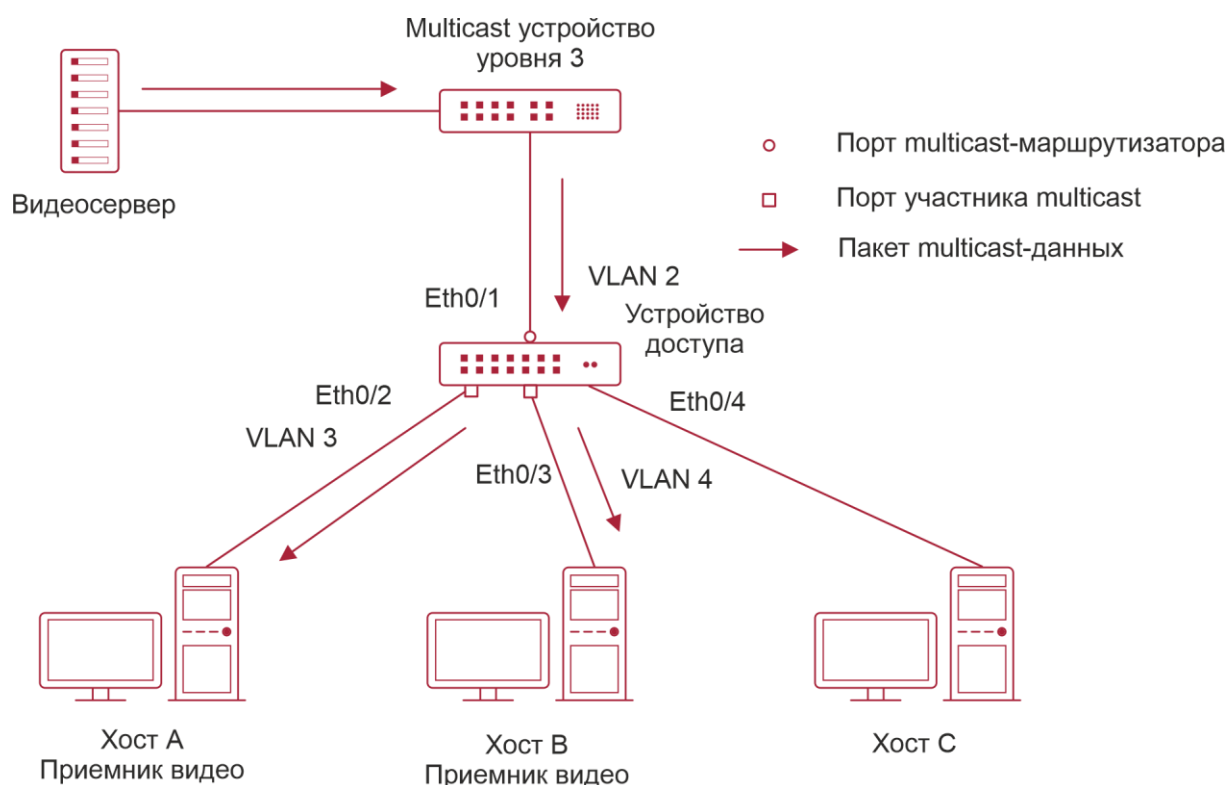 Multicast устройство
уровня 3
Видеосервер
Порт multicast-маршрутизатора
Порт участника multicast
Пакет multicast-данных
VLAN 2
Eth0/1
Устройство
доступа
Eth0/2
Eth0/4
VLAN 3
Eth0/3
VLAN 4
Хост A
Приемник видео
Хост B
Приемник видео
Хост C